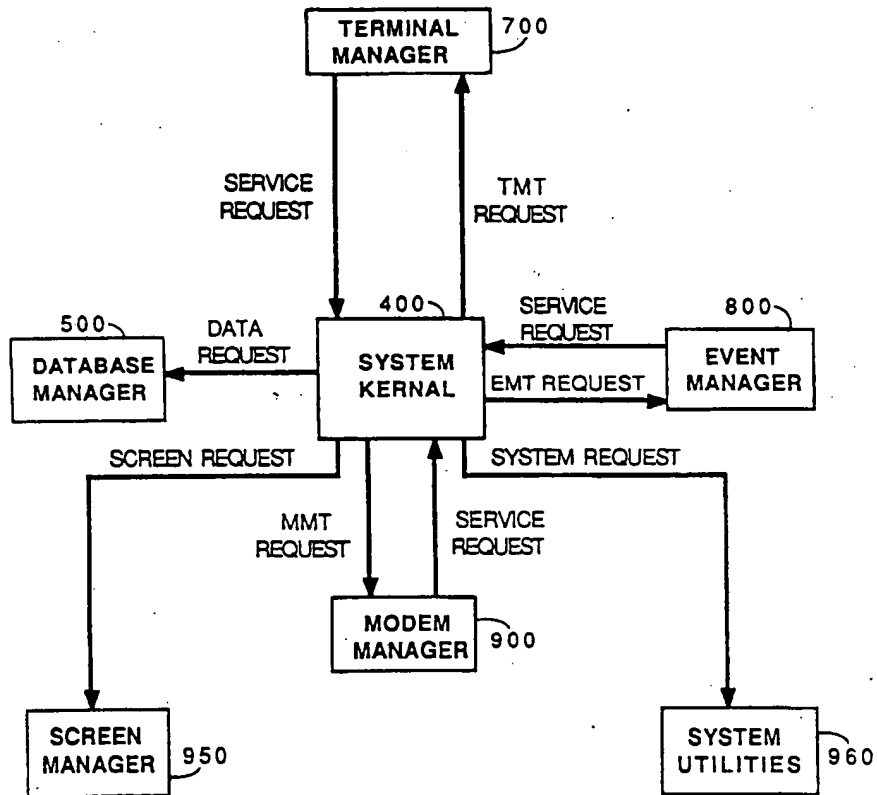 TERMINAL
MANAGER
700
SERVICE
REQUEST
TMT
REQUEST
400
500
DATA
REQUEST
SERVICE
REQUEST
800
DATABASE
MANAGER
SYSTEM
KERNAL
EVENT
MANAGER
EMT REQUEST
SCREEN REQUEST
SYSTEM REQUEST
MMT
REQUEST
SERVICE
REQUEST
MODEM
MANAGER
900
SCREEN
MANAGER
950
SYSTEM
UTILITIES
960